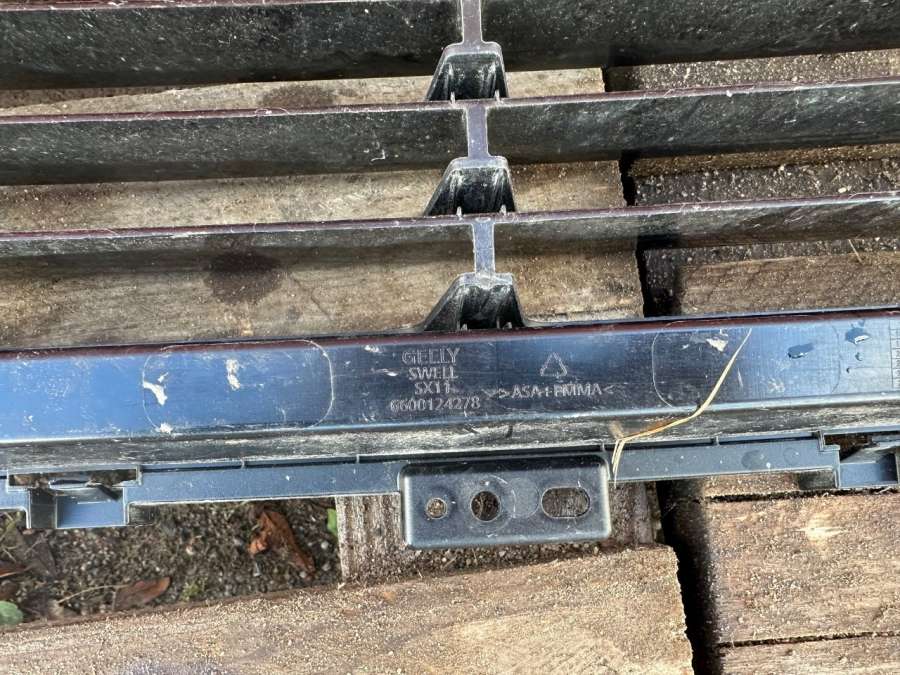 GEELY
SWELL
SX11
6600124278
>ASA+PMMA<